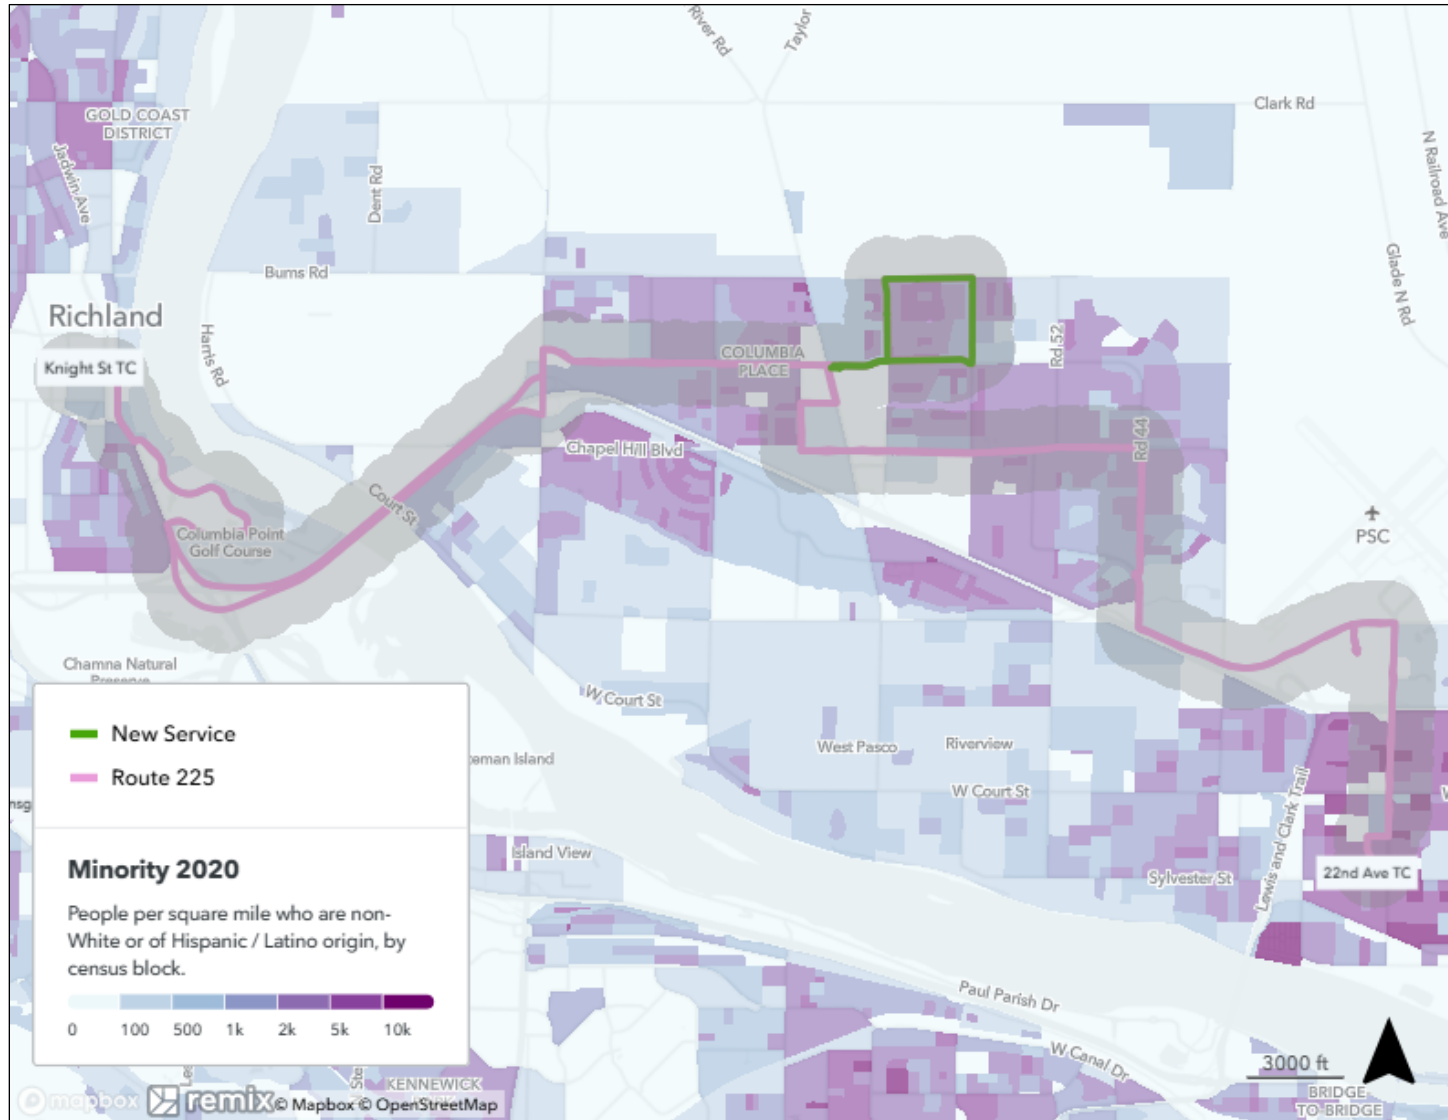 River Rd
Taylor
Clark Rd
GOLD COAST
DISTRICT
Jadwin Ave
Dent Rd
N Railroad Ave
Glade N Rd
Burns Rd
Richland
Harris Rd
Knight St TC
COLUMBIA
PLACE
Rd 52
Rd 44
Chapel Hill Blvd
Court St
Columbia Point
Golf Course
PSC
Chamna Natural
Preserve
W Court St
New Service
Route 225
West Pasco
Riverview
W Court St
eman Island
Lewis and Clark Trail
Island View
Sylvester St
22nd Ave TC
Minority 2020
People per square mile who are non-
White or of Hispanic / Latino origin, by
census block.
0 100 500 1k 2k 5k 10k
Paul Parish Dr
W Canal Dr
3000 ft
KENNEWICK
BRIDGE
TO BRIDGE
mapbox remix © Mapbox © OpenStreetMap